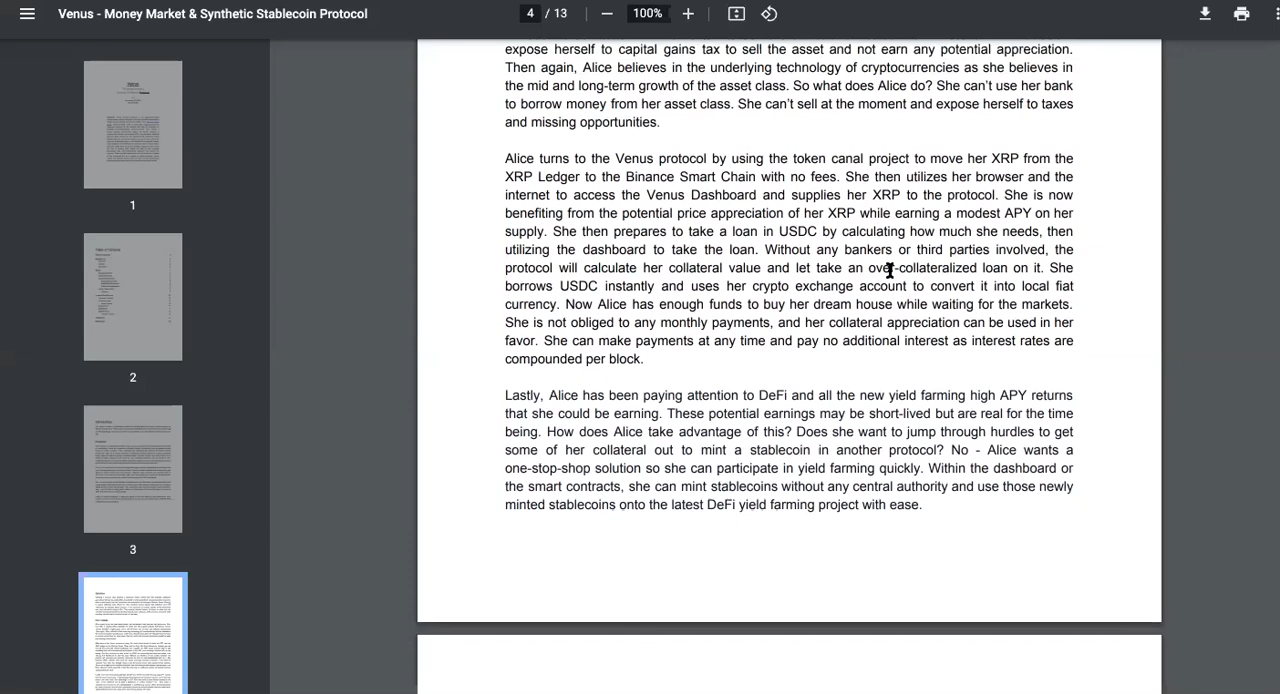 Venus - Money Market & Synthetic Stablecoin Protocol
4 / 13
100%
expose herself to capital gains tax to sell the asset and not earn any potential appreciation.
Then again, Alice believes in the underlying technology of cryptocurrencies as she believes in
the mid and long-term growth of the asset class. So what does Alice do? She can't use her bank
to borrow money from her asset class. She can't sell at the moment and expose herself to taxes
and missing opportunities.
Alice turns to the Venus protocol by using the token canal project to move her XRP from the
XRP Ledger to the Binance Smart Chain with no fees. She then utilizes her browser and the
internet to access the Venus Dashboard and supplies her XRP to the protocol. She is now
benefiting from the potential price appreciation of her XRP while earning a modest APY on her
supply. She then prepares to take a loan in USDC by calculating how much she needs, then
utilizing the dashboard to take the loan. Without any bankers or third parties involved, the
protocol will calculate her collateral value and let take an over-collateralized loan on it. She
borrows USDC instantly and uses her crypto exchange account to convert it into local fiat
currency. Now Alice has enough funds to buy her dream house while waiting for the markets.
She is not obliged to any monthly payments, and her collateral appreciation can be used in her
favor. She can make payments at any time and pay no additional interest as interest rates are
compounded per block.
Lastly, Alice has been paying attention to DeFi and all the new yield farming high APY returns
that she could be earning. These potential earnings may be short-lived but are real for the time
being. How does Alice take advantage of this? Does she want to jump through hurdles to get
some of her collateral out to mint a stablecoin in another protocol? No - Alice wants a
one-stop-shop solution so she can participate in yield farming quickly. Within the dashboard or
the smart contracts, she can mint stablecoins without any central authority and use those newly
minted stablecoins onto the latest DeFi yield farming project with ease.
1
2
3